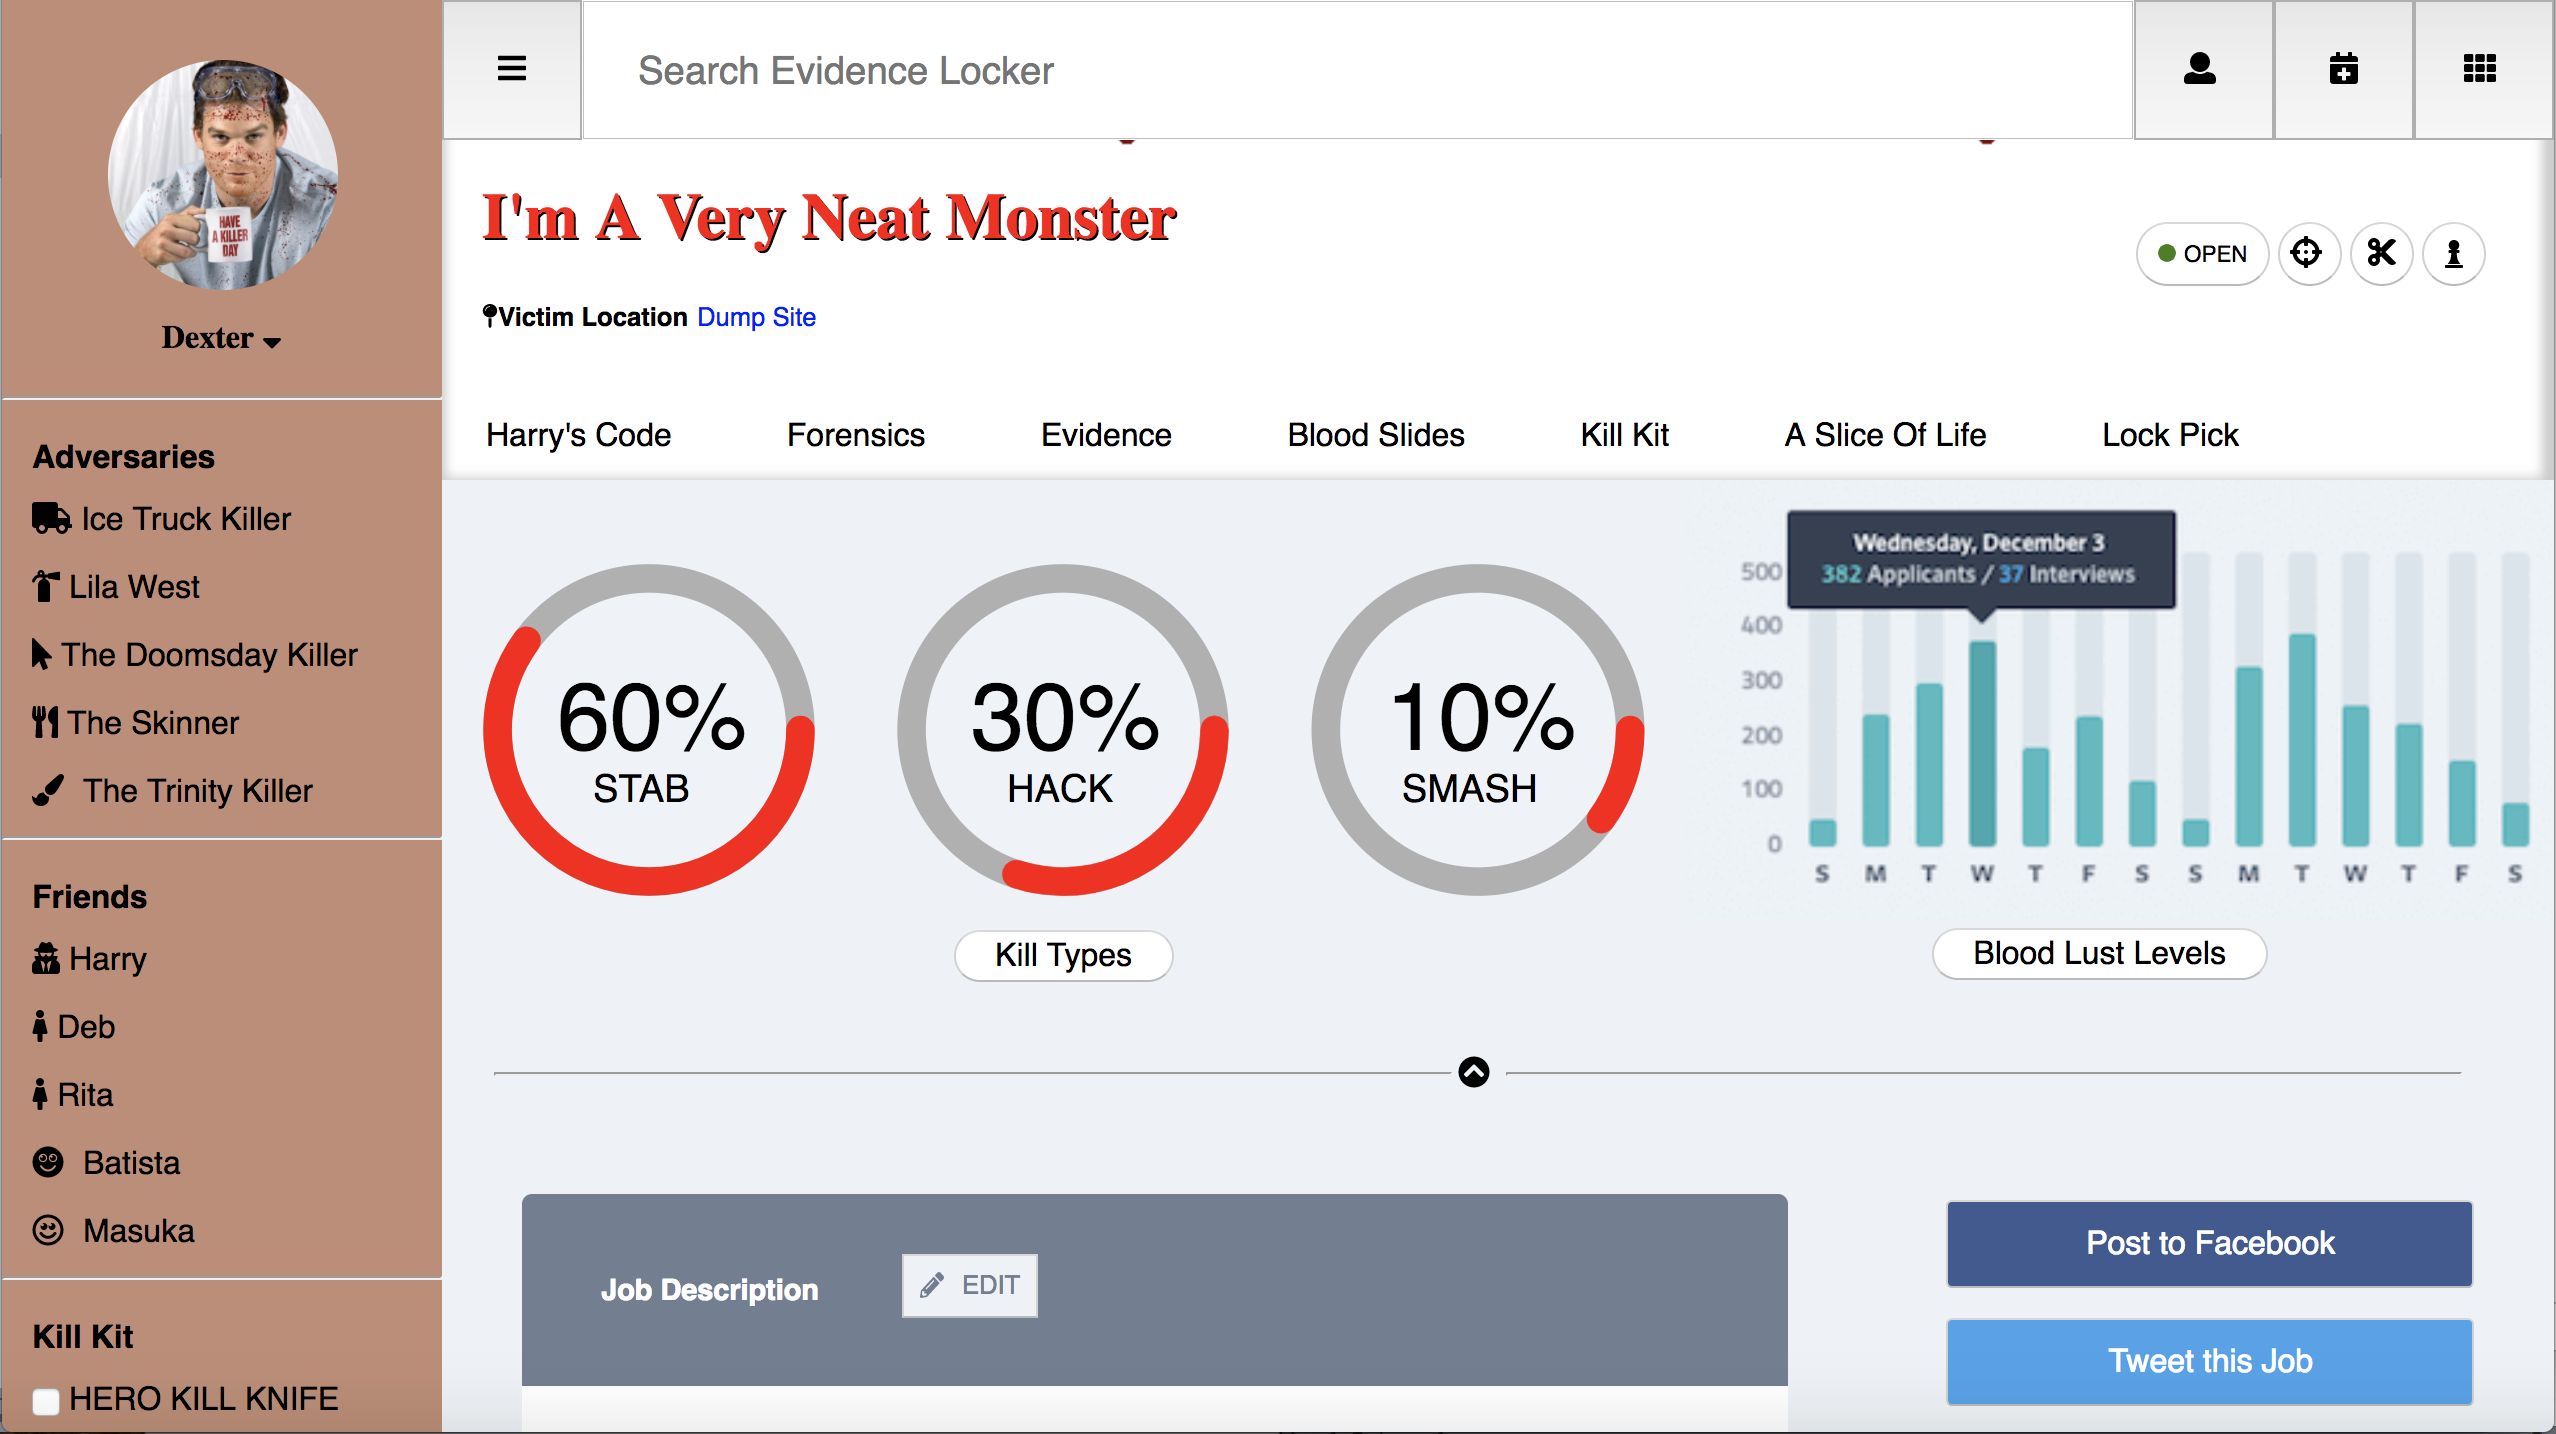 HAVE
A KILLER
DAY
Dexter
Adversaries
Ice Truck Killer
Lila West
The Doomsday Killer
The Skinner
The Trinity Killer
Friends
Harry
Deb
Rita
Batista
Masuka
Kill Kit
HERO KILL KNIFE
Search Evidence Locker
I'm A Very Neat Monster
OPEN
Victim Location Dump Site
Harry's Code Forensics Evidence Blood Slides Kill Kit A Slice Of Life Lock Pick
60%
STAB
30%
HACK
10%
SMASH
Kill Types
Wednesday, December 3
382 Applicants / 37 Interviews
500
400
300
200
100
0
S M T W T F S S M T W T F S
Blood Lust Levels
Job Description
EDIT
Post to Facebook
Tweet this Job